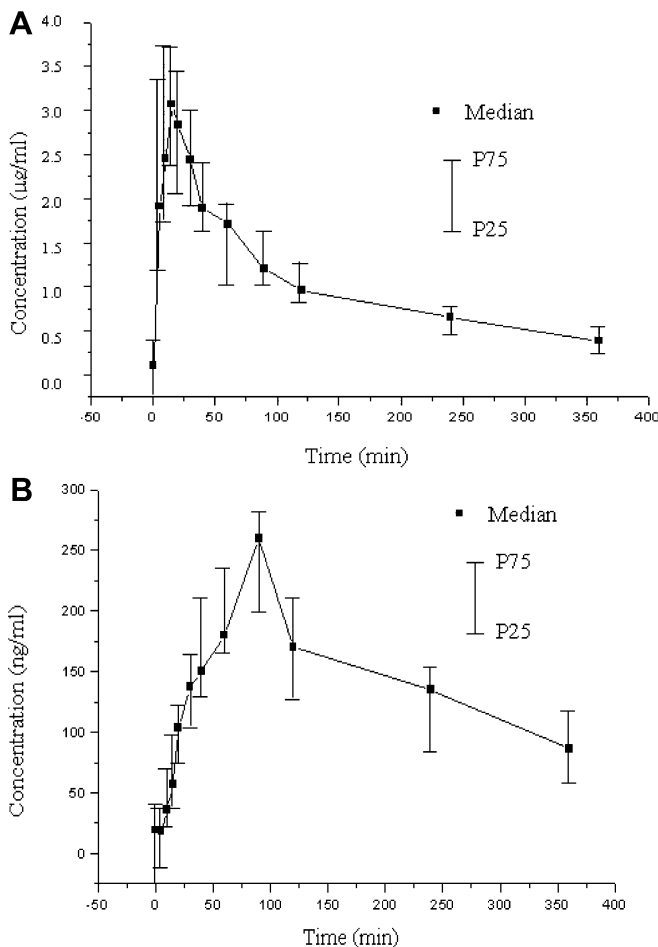 A
4.0
3.5
3.0
2.5
2.0
1.5
1.0
0.5
0.0
Concentration (µg/ml)
Median
P75
P25
-50 0 50 100 150 200 250 300 350 400
Time (min)
B
300
250
200
150
100
50
0
Concentration (ng/ml)
Median
P75
P25
-50 0 50 100 150 200 250 300 350 400
Time (min)